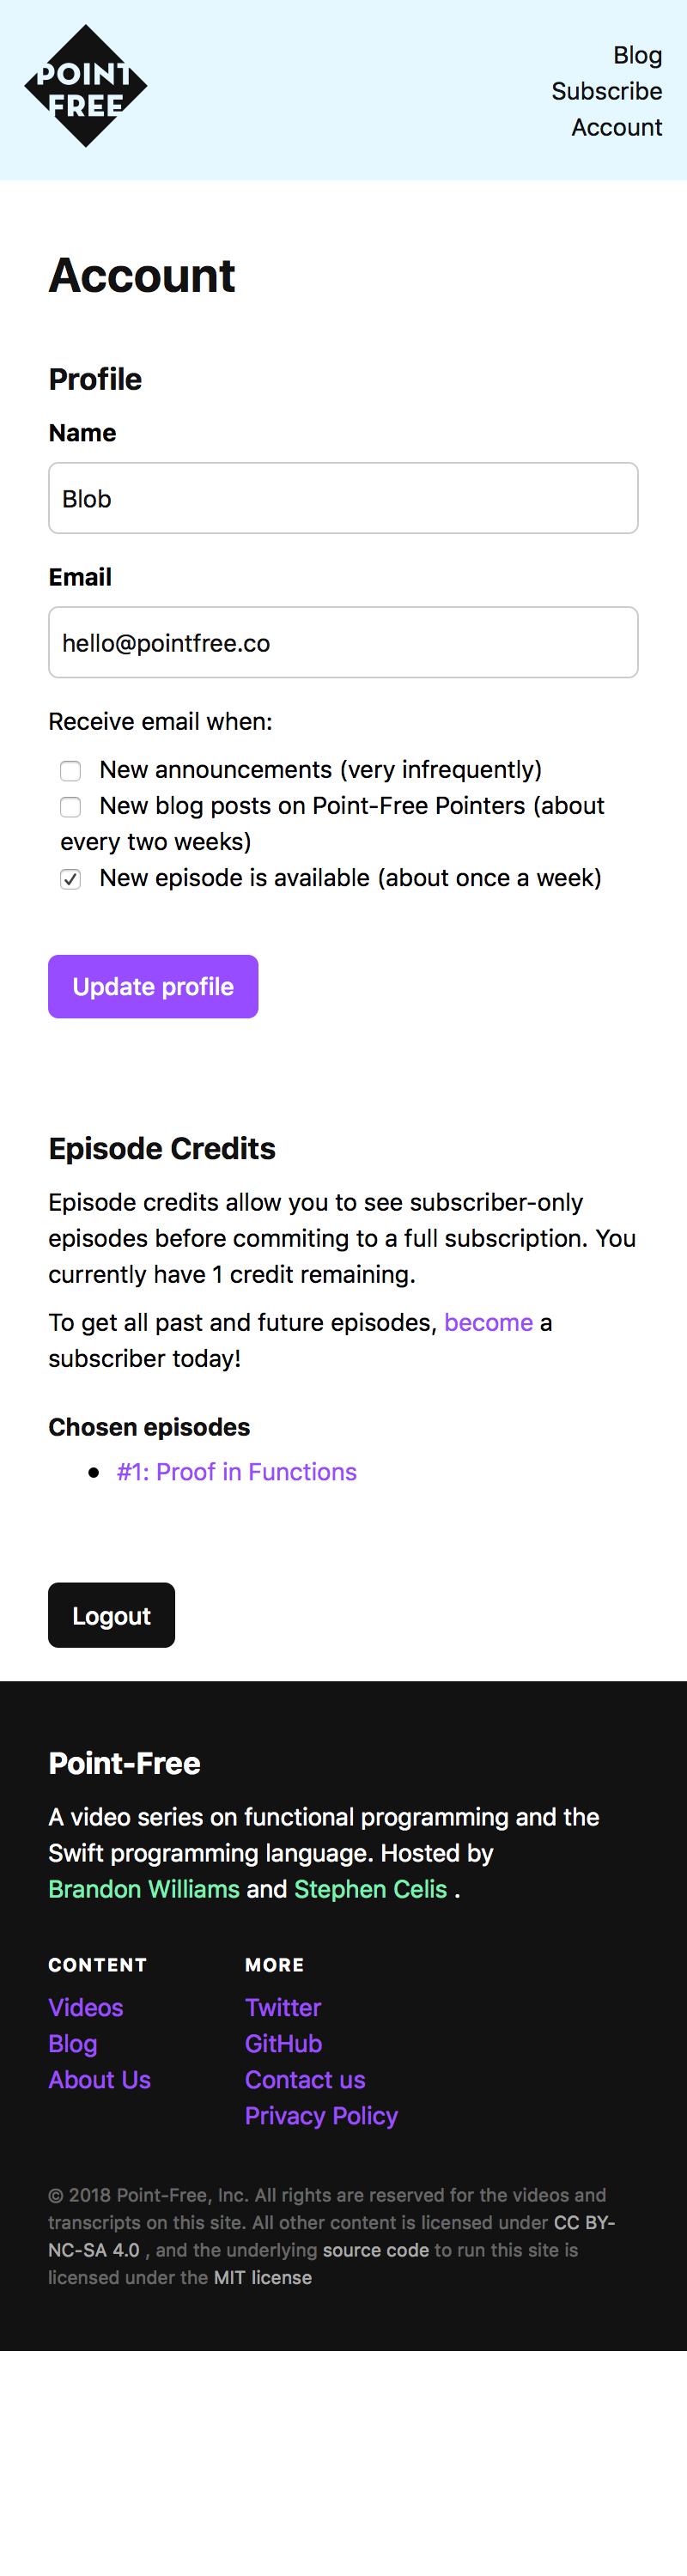 POINT
FREE
Blog
Subscribe
Account
Account
Profile
Name
Blob
Email
hello@pointfree.co
Receive email when:
New announcements (very infrequently)
New blog posts on Point-Free Pointers (about
every two weeks)
New episode is available (about once a week)
Update profile
Episode Credits
Episode credits allow you to see subscriber-only
episodes before commiting to a full subscription. You
currently have 1 credit remaining.
To get all past and future episodes, become a
subscriber today!
Chosen episodes
#1: Proof in Functions
Logout
Point-Free
A video series on functional programming and the
Swift programming language. Hosted by
Brandon Williams and Stephen Celis .
CONTENT
Videos
Blog
About Us
MORE
Twitter
GitHub
Contact us
Privacy Policy
© 2018 Point-Free, Inc. All rights are reserved for the videos and
transcripts on this site. All other content is licensed under CC BY-
NC-SA 4.0 , and the underlying source code to run this site is
licensed under the MIT license